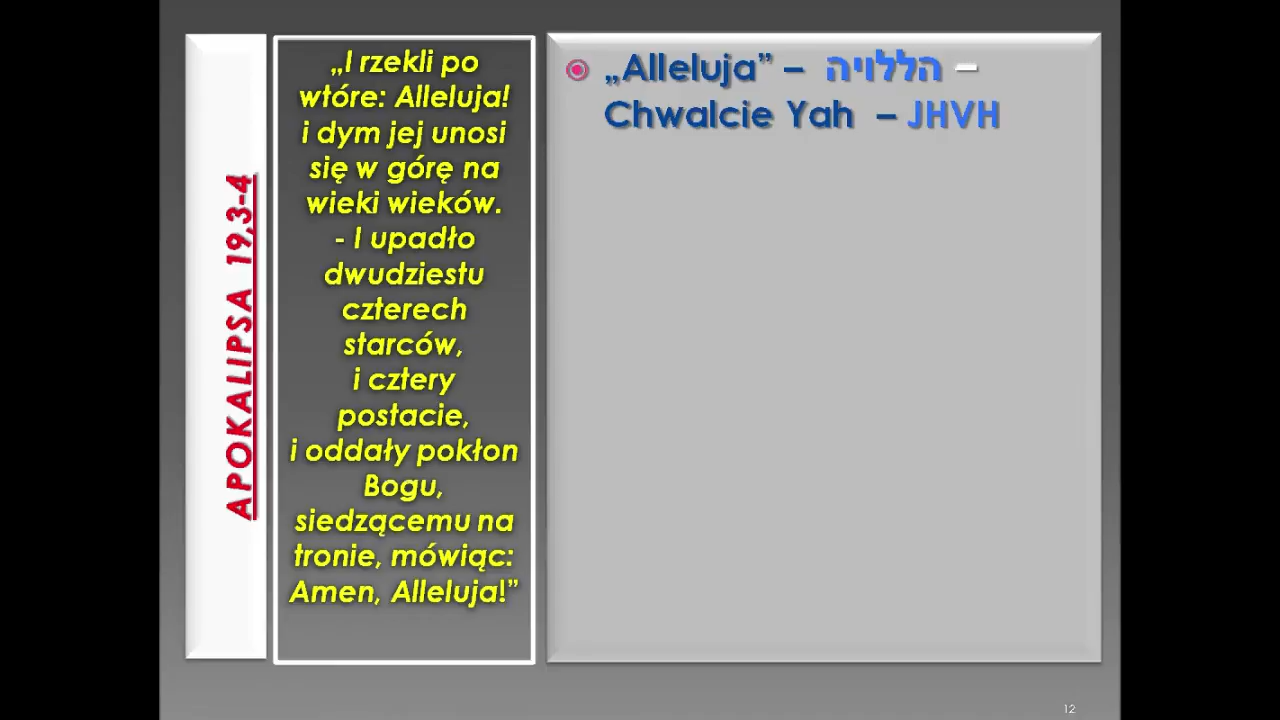 APOKALIPSA 19,3-4
„I rzekli po
wtóre: Alleluja!
i dym jej unosi
się w górę na
wieki wieków.
- I upadło
dwudziestu
czterech
starców,
i cztery
postacie,
i oddały pokłon
Bogu,
siedzącemu na
tronie, mówiąc:
Amen, Alleluja!”
„Alleluja” – הללויה –
Chwalcie Yah – JHVH
12